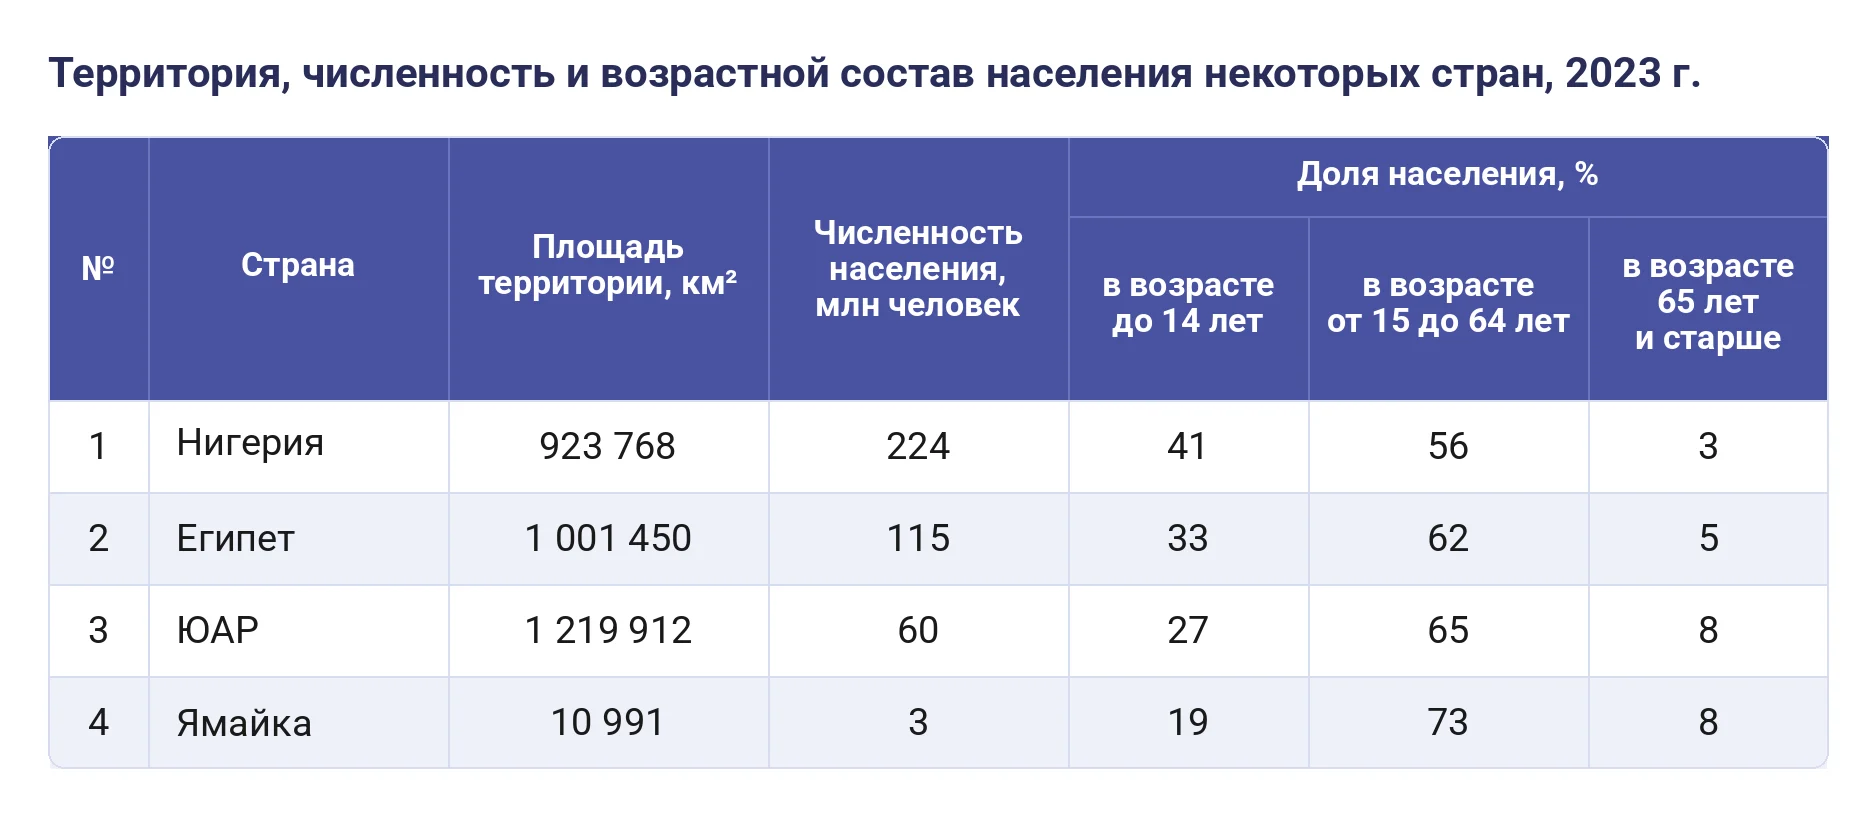 Территория, численность и возрастной состав населения некоторых стран, 2023 г.
№
Страна
Площадь
территории, км²
Численность
населения,
млн человек
Доля населения, %
в возрасте
до 14 лет
в возрасте
от 15 до 64 лет
в возрасте
65 лет
и старше
1 Нигерия 923 768 224 41 56 3
2 Египет 1 001 450 115 33 62 5
3 ЮАР 1 219 912 60 27 65 8
4 Ямайка 10 991 3 19 73 8